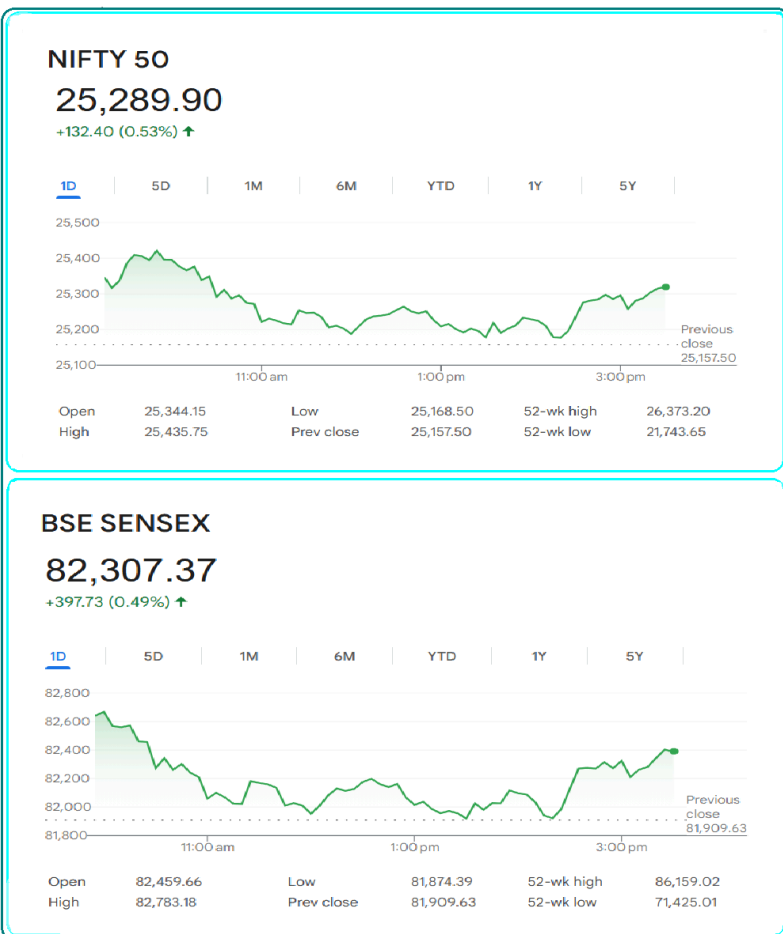 NIFTY 50
25,289.90
+132.40 (0.53%) ↑
1D 5D 1M 6M YTD 1Y 5Y
25,500
25,400
25,300
25,200
25,100
Previous
close
25,157.50
11:00 am 1:00 pm 3:00 pm
Open 25,344.15 Low 25,168.50 52-wk high 26,373.20
High 25,435.75 Prev close 25,157.50 52-wk low 21,743.65
BSE SENSEX
82,307.37
+397.73 (0.49%) ↑
1D 5D 1M 6M YTD 1Y 5Y
82,800
82,600
82,400
82,200
82,000
81,800
Previous
close
81,909.63
11:00 am 1:00 pm 3:00 pm
Open 82,459.66 Low 81,874.39 52-wk high 86,159.02
High 82,783.18 Prev close 81,909.63 52-wk low 71,425.01